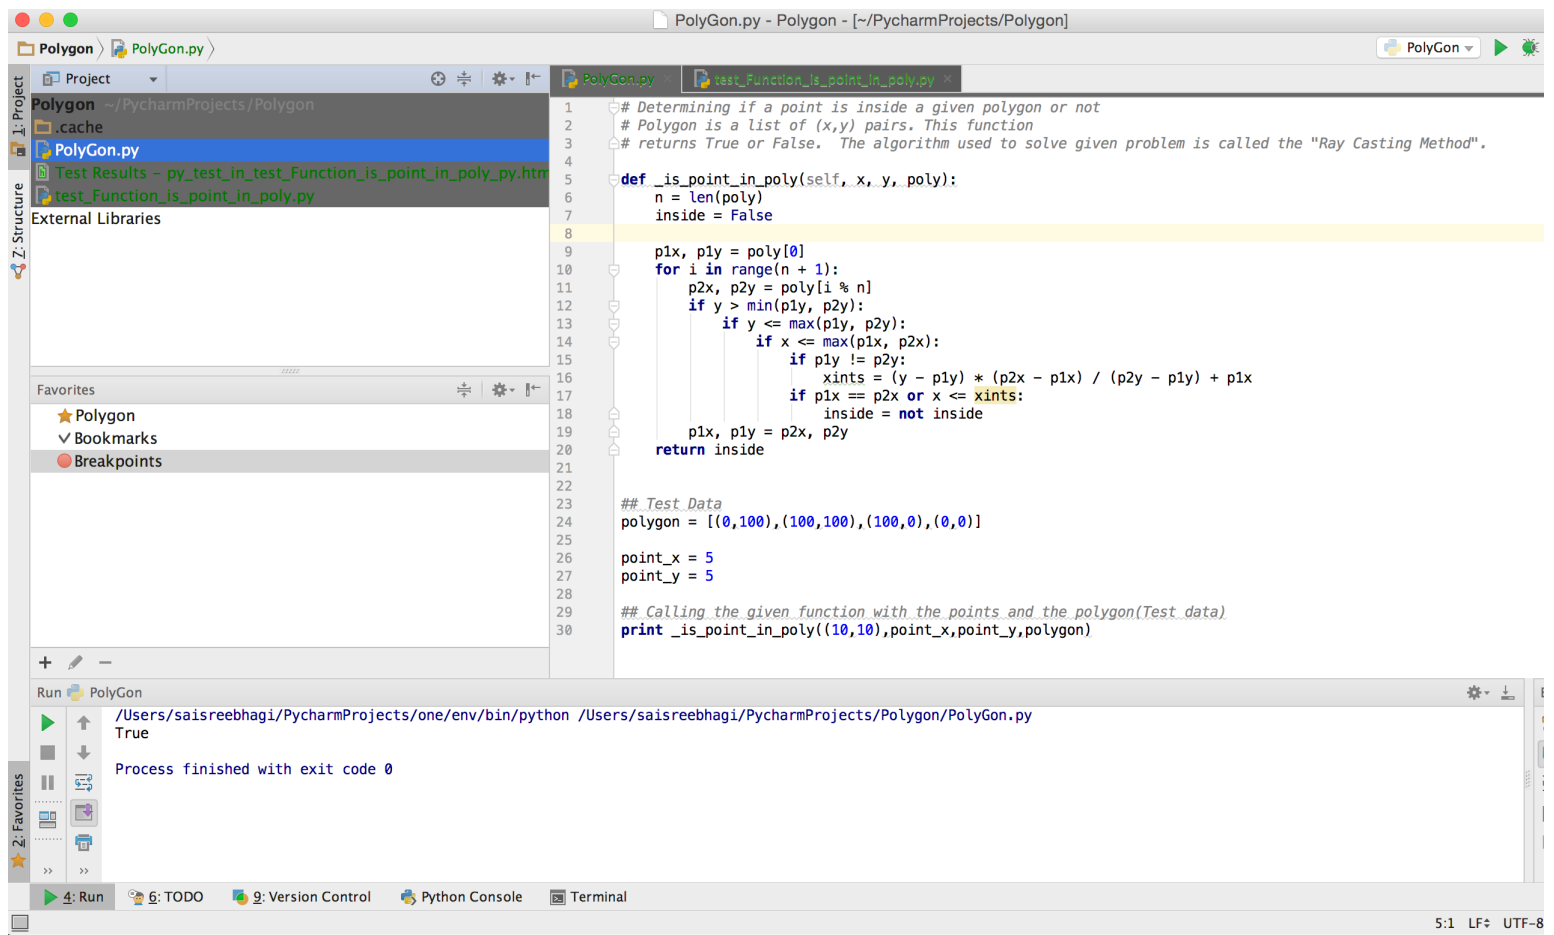 PolyGon.py - Polygon - [~/PycharmProjects/Polygon]
Polygon PolyGon.py
PolyGon
1: Project
Z: Structure
2: Favorites
Project
Polygon ~/PycharmProjects/Polygon
.cache
PolyGon.py
Test Results - py_test_in_test_Function_is_point_in_poly_py.htm
test_Function_is_point_in_poly.py
External Libraries
Favorites
Polygon
Bookmarks
Breakpoints
PolyGon.py × test_Function_is_point_in_poly.py ×
1 # Determining if a point is inside a given polygon or not
2 # Polygon is a list of (x,y) pairs. This function
3 # returns True or False.  The algorithm used to solve given problem is called the "Ray Casting Method".
4
5 def _is_point_in_poly(self, x, y, poly):
6     n = len(poly)
7     inside = False
8
9     p1x, p1y = poly[0]
10     for i in range(n + 1):
11         p2x, p2y = poly[i % n]
12         if y > min(p1y, p2y):
13             if y <= max(p1y, p2y):
14                 if x <= max(p1x, p2x):
15                     if p1y != p2y:
16                         xints = (y - p1y) * (p2x - p1x) / (p2y - p1y) + p1x
17                     if p1x == p2x or x <= xints:
18                         inside = not inside
19         p1x, p1y = p2x, p2y
20     return inside
21
22
23 ## Test Data
24 polygon = [(0,100),(100,100),(100,0),(0,0)]
25
26 point_x = 5
27 point_y = 5
28
29 ## Calling the given function with the points and the polygon(Test data)
30 print _is_point_in_poly((10,10),point_x,point_y,polygon)
Run PolyGon
/Users/saisreebhagi/PycharmProjects/one/env/bin/python /Users/saisreebhagi/PycharmProjects/Polygon/PolyGon.py
True
Process finished with exit code 0
4: Run 6: TODO 9: Version Control Python Console Terminal
5:1 LF UTF-8